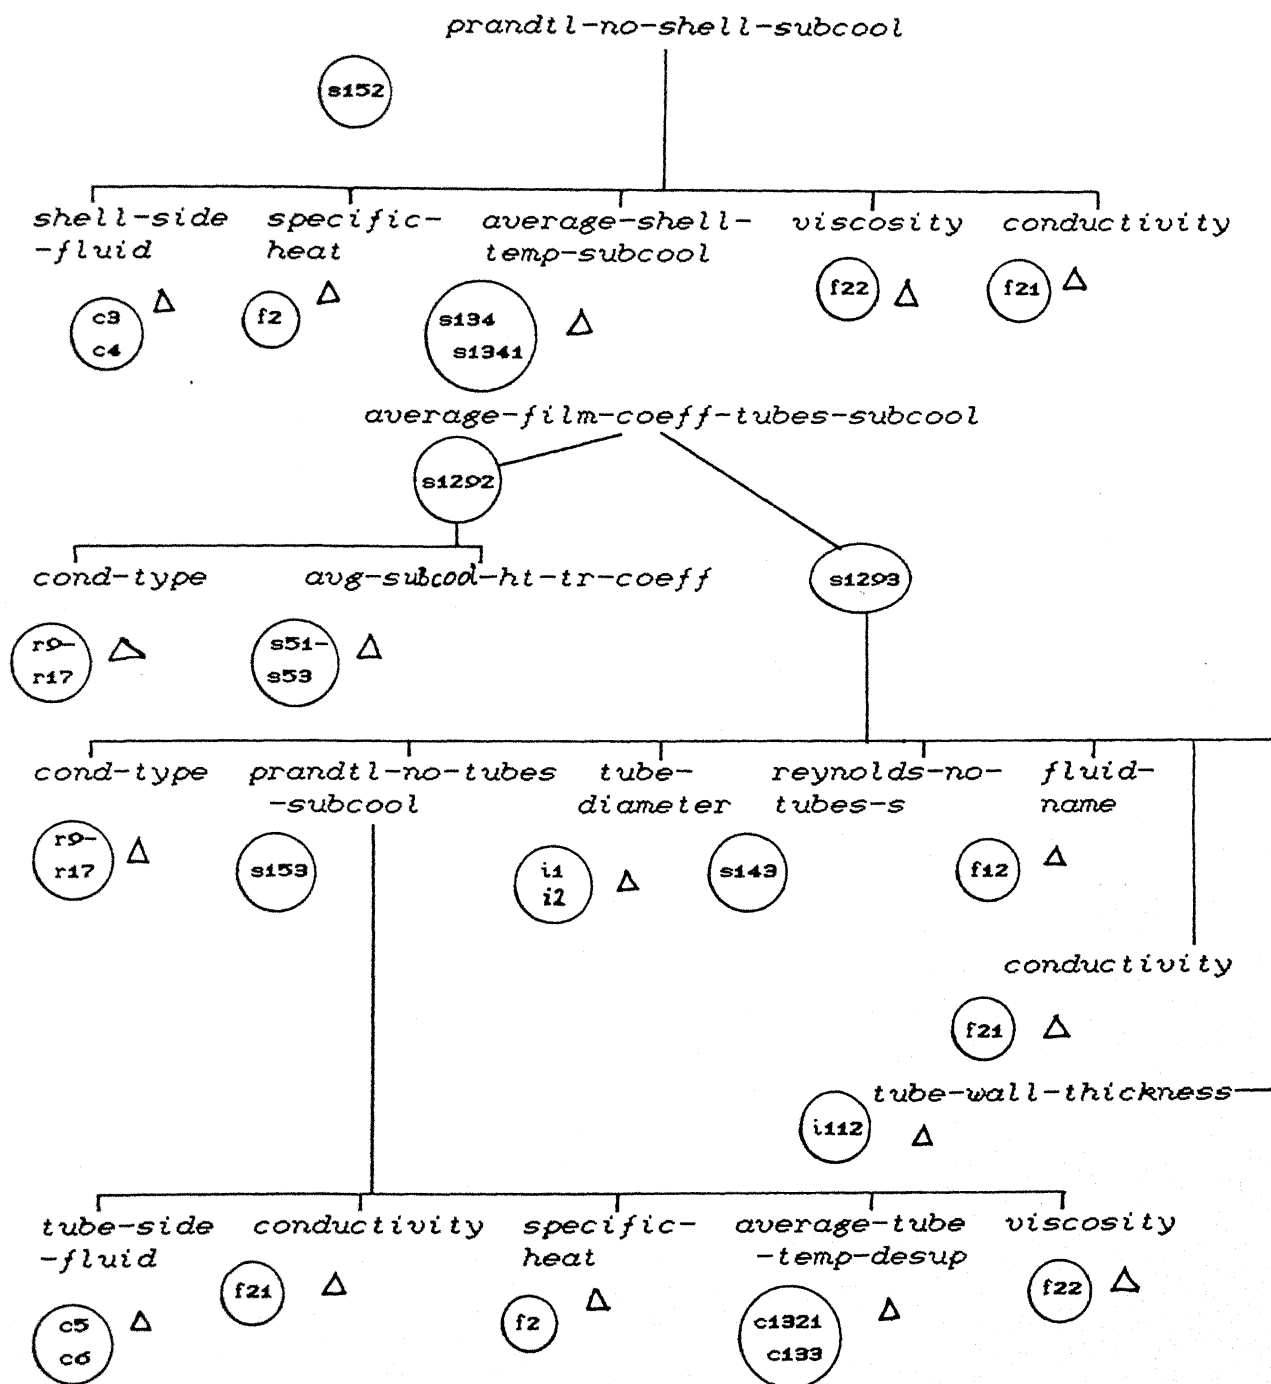 prandtl-no-shell-subcool
s152
shell-side
-fluid
specific-
heat
average-shell-
temp-subcool
viscosity
conductivity
c3
c4
f2
s134
s1341
f22
f21
average-film-coeff-tubes-subcool
s1292
cond-type
avg-subcool-ht-tr-coeff
s1293
r9-
r17
s51-
s53
cond-type
prandtl-no-tubes
-subcool
tube-
diameter
reynolds-no-
tubes-s
fluid-
name
r9-
r17
s153
i1
i2
s143
f12
conductivity
f21
tube-wall-thickness
i112
tube-side
-fluid
conductivity
specific-
heat
average-tube
-temp-desup
viscosity
c5
c6
f21
f2
c1321
c133
f22